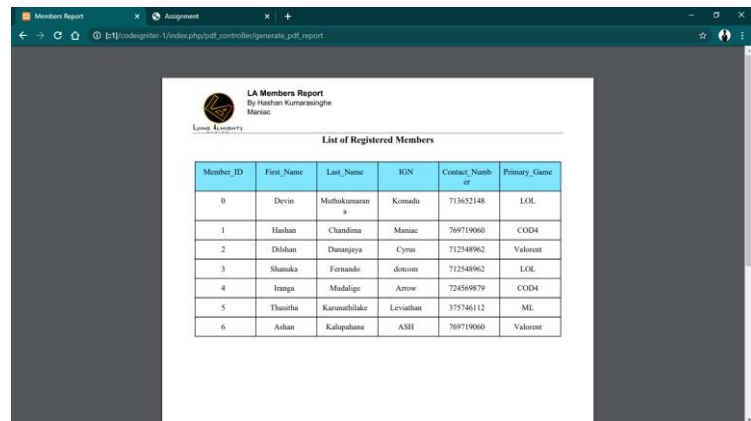 Members Report
Assignment
[::1]/codeigniter-1/index.php/pdf_controller/generate_pdf_report
LA Members Report
By Hashan Kumarasinghe
Maniac
LYING ALMIGHTY
List of Registered Members
Member_ID First_Name Last_Name IGN Contact_Numb Primary_Game
er
0 Devin Muthukumaran Komadu 713652148 LOL
a
1 Hashan Chandima Maniac 769719060 COD4
2 Dilshan Dananjaya Cyrus 712548962 Valorent
3 Shanuka Fernando dotcom 712548962 LOL
4 Iranga Mudalige Arrow 724569879 COD4
5 Thusitha Karunathilake Leviathan 375746112 ML
6 Ashan Kalupahana ASH 769719060 Valorent